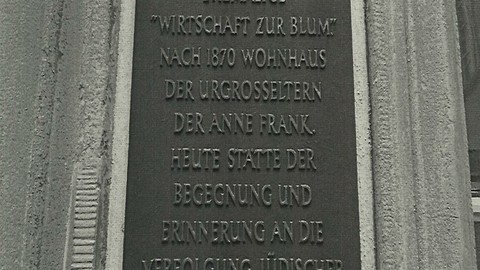 "WIRTSCHAFT ZUR BLUM"
NACH 1870 WOHNHAUS
DER URGROSSELTERN
DER ANNE FRANK.
HEUTE STÄTTE DER
BEGEGNUNG UND
ERINNERUNG AN DIE
VERFOLGUNG JÜDISCHER